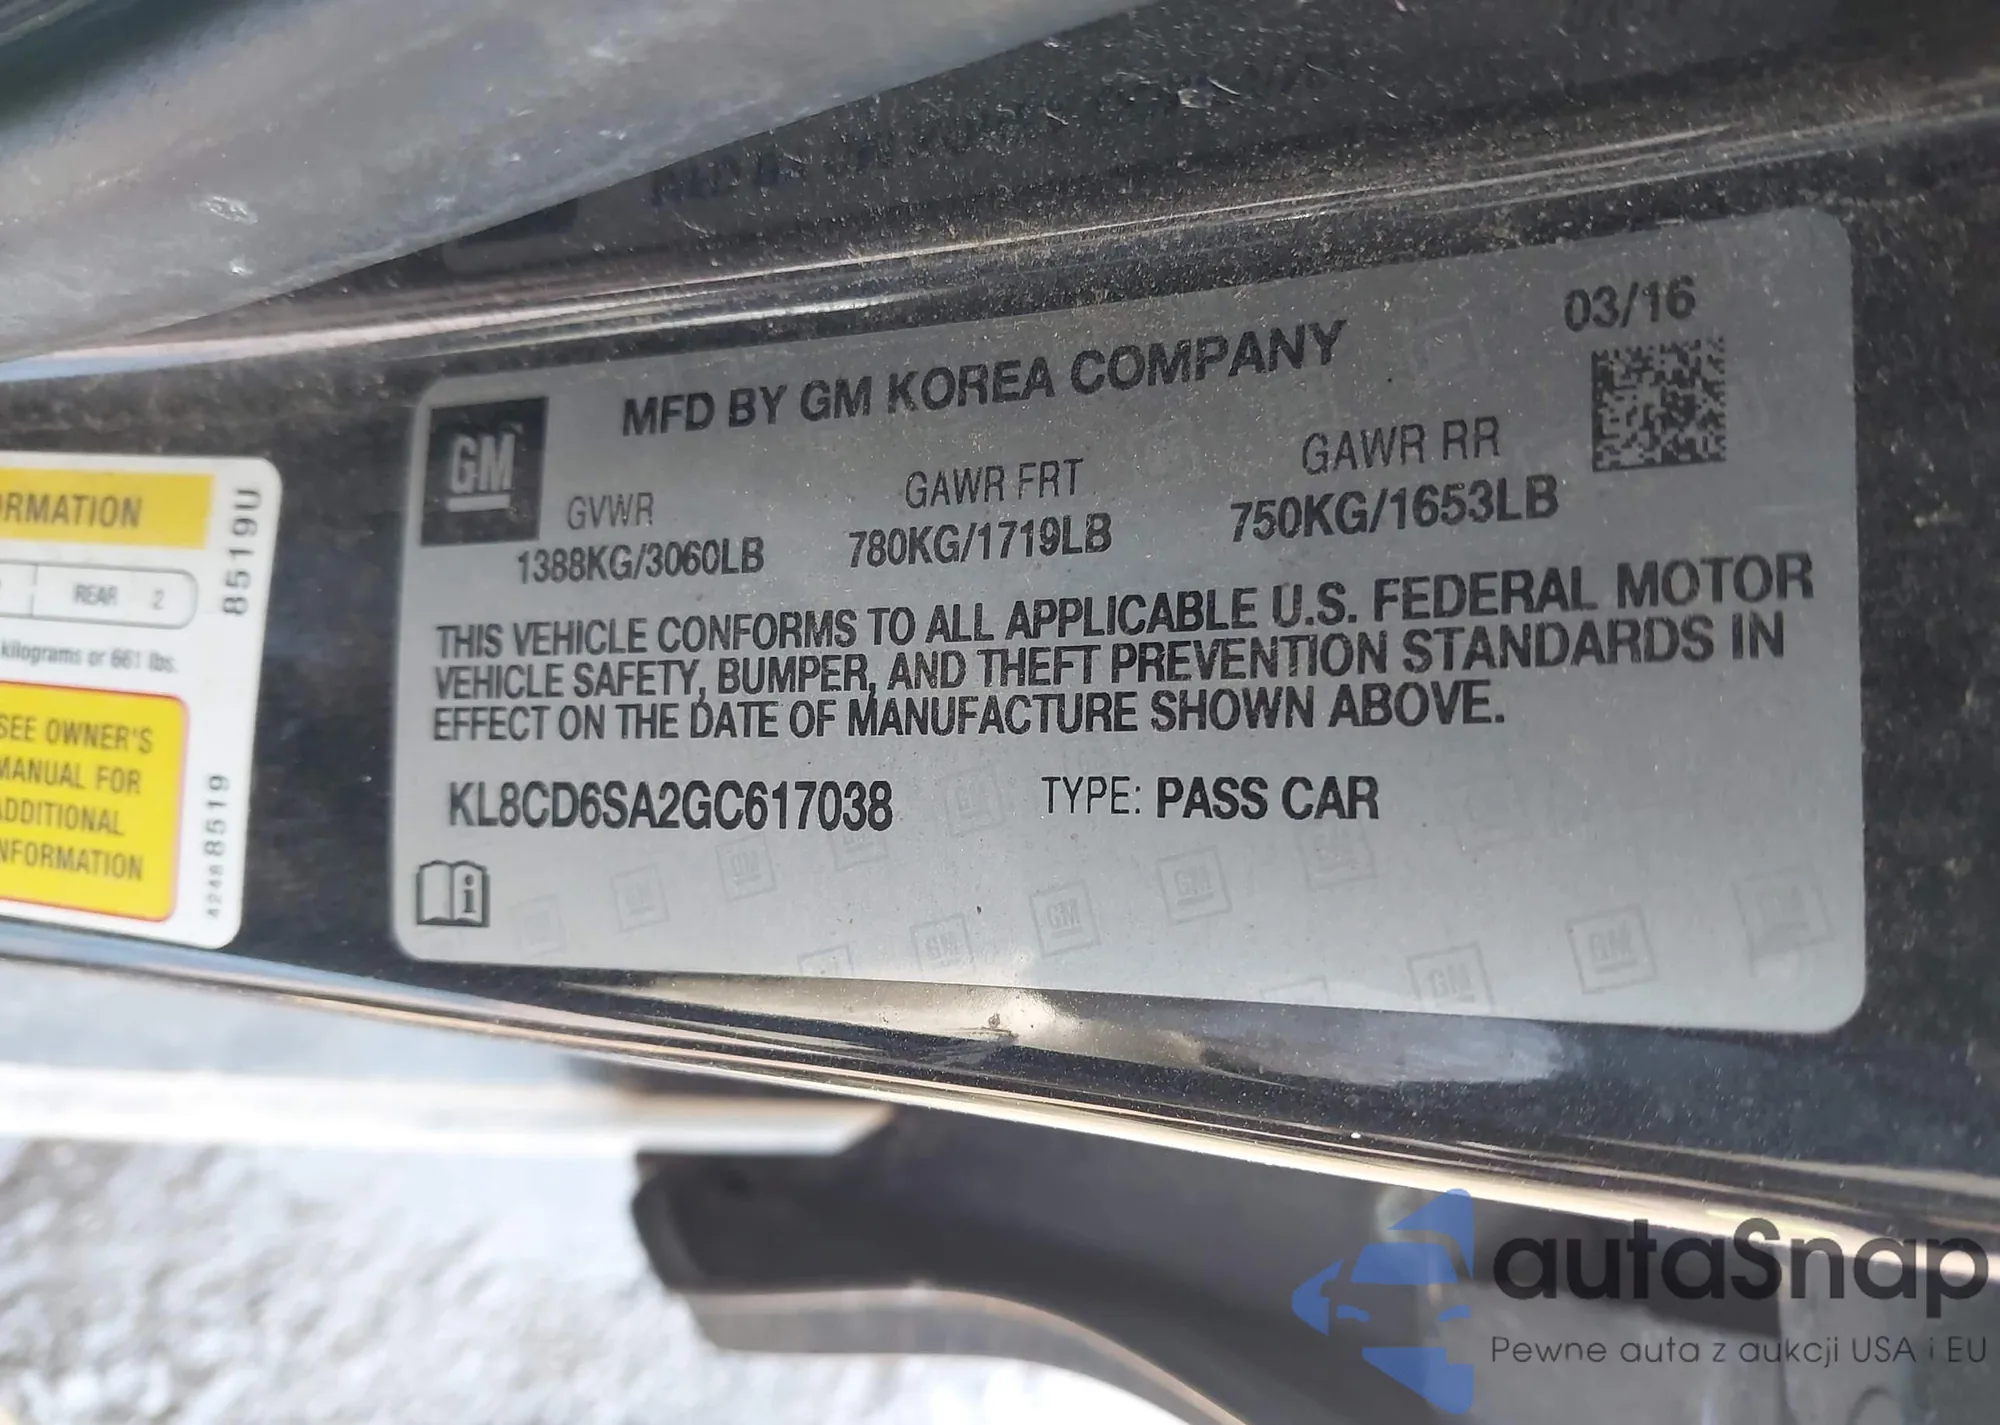 03/16
MFD BY GM KOREA COMPANY
GM
GVWR GAWR FRT GAWR RR
1388KG/3060LB 780KG/1719LB 750KG/1653LB
THIS VEHICLE CONFORMS TO ALL APPLICABLE U.S. FEDERAL MOTOR
VEHICLE SAFETY, BUMPER, AND THEFT PREVENTION STANDARDS IN
EFFECT ON THE DATE OF MANUFACTURE SHOWN ABOVE.
KL8CD6SA2GC617038 TYPE: PASS CAR
RMATION
REAR 2
kilograms or 661 lbs.
SEE OWNER'S
MANUAL FOR
ADDITIONAL
NFORMATION
8519U
42488519
autaSnap
Pewne auta z aukcji USA i EU